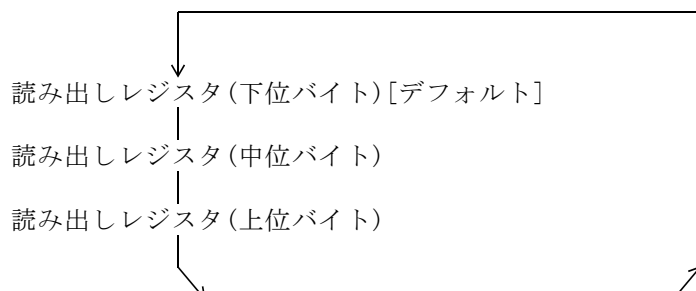 読み出しレジスタ(下位バイト)[デフォルト]
読み出しレジスタ(中位バイト)
読み出しレジスタ(上位バイト)